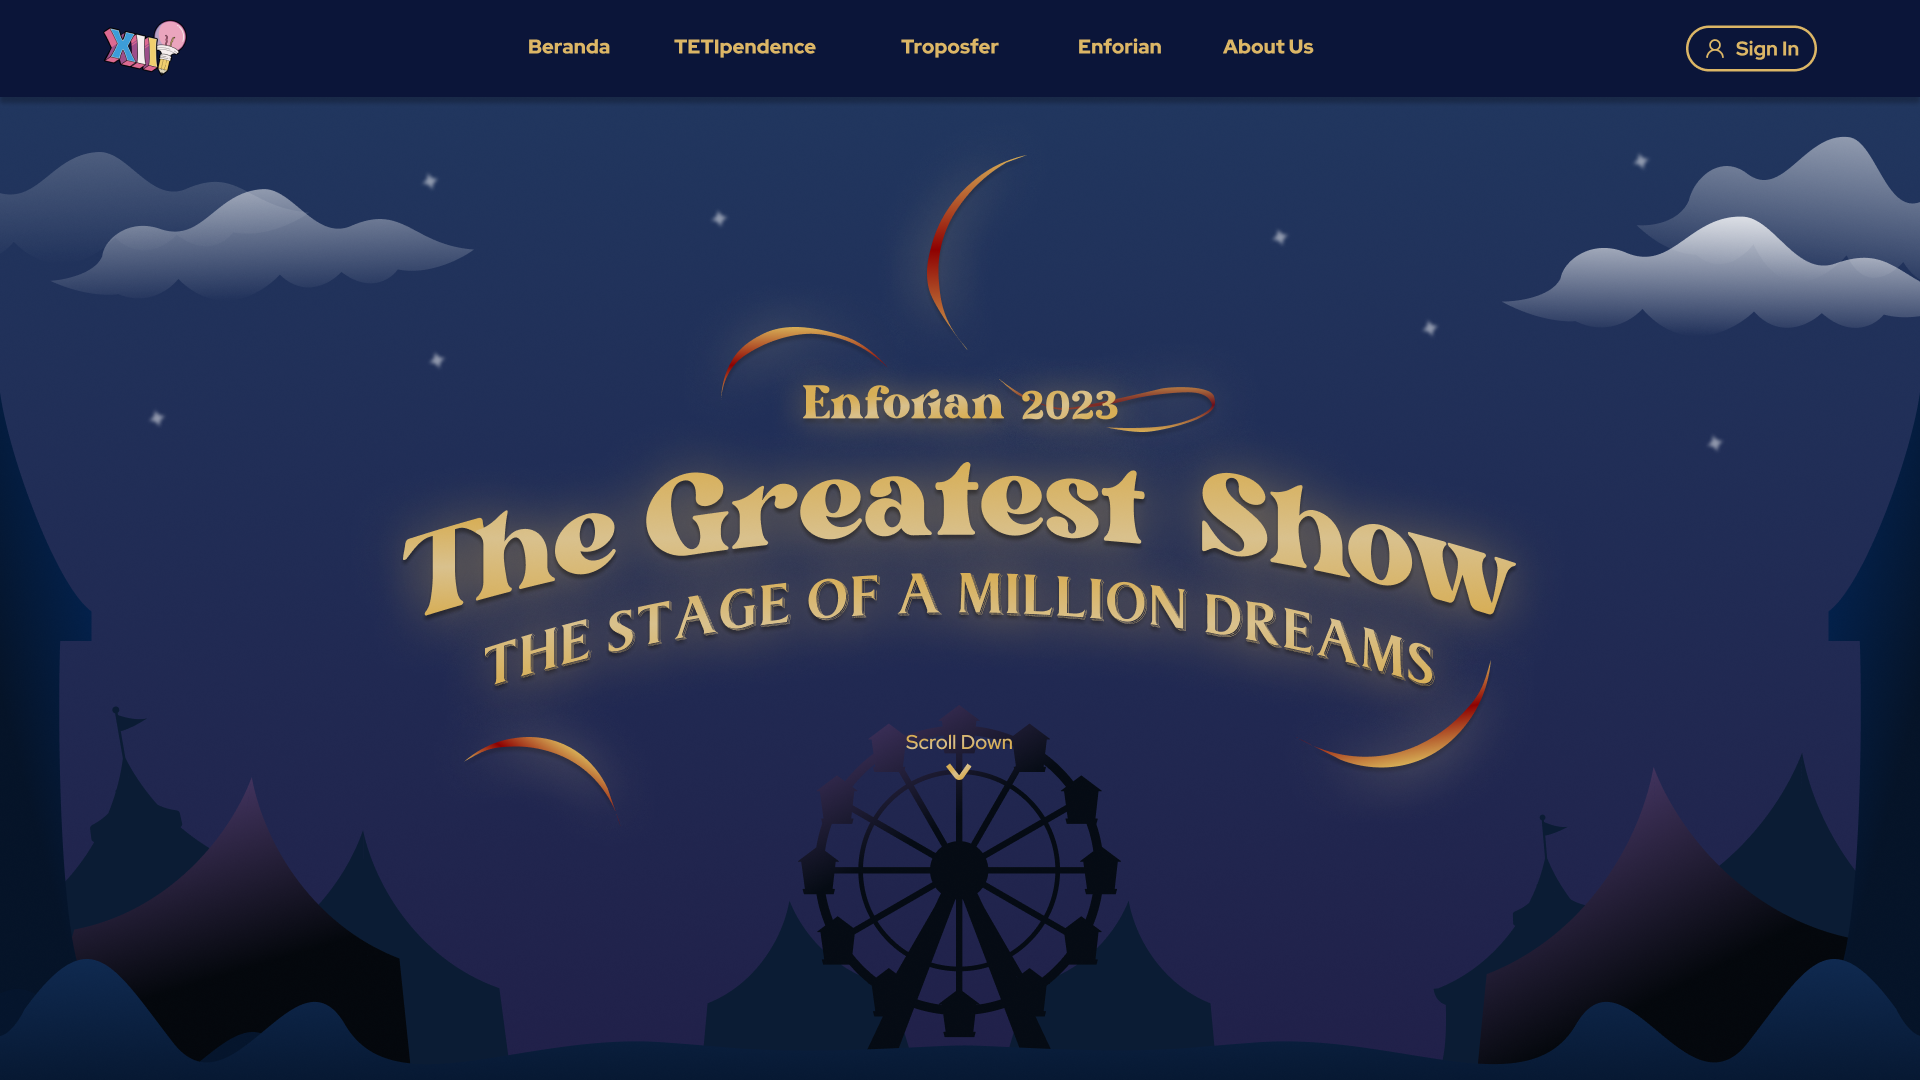 XIII
Beranda
TETIpendence
Troposfer
Enforian
About Us
Sign In
Enforian 2023
The Greatest Show
THE STAGE OF A MILLION DREAMS
Scroll Down